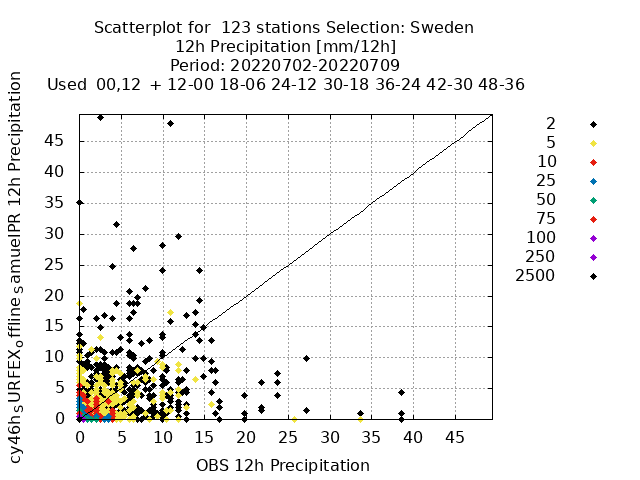 Scatterplot for  123 stations Selection: Sweden
12h Precipitation [mm/12h]
Period: 20220702-20220709
Used  00,12  + 12-00 18-06 24-12 30-18 36-24 42-30 48-36
cy46h_SURFEX_offline_samuelPR 12h Precipitation
45
40
35
30
25
20
15
10
5
0
0 5 10 15 20 25 30 35 40 45
OBS 12h Precipitation
2
5
10
25
50
75
100
250
2500